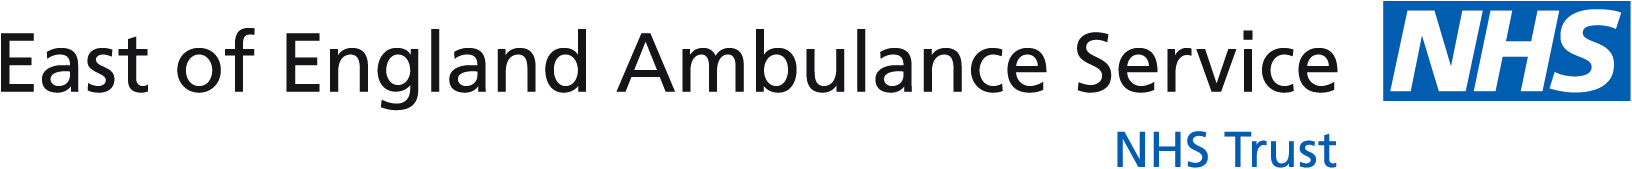 East of England Ambulance Service NHS
NHS Trust